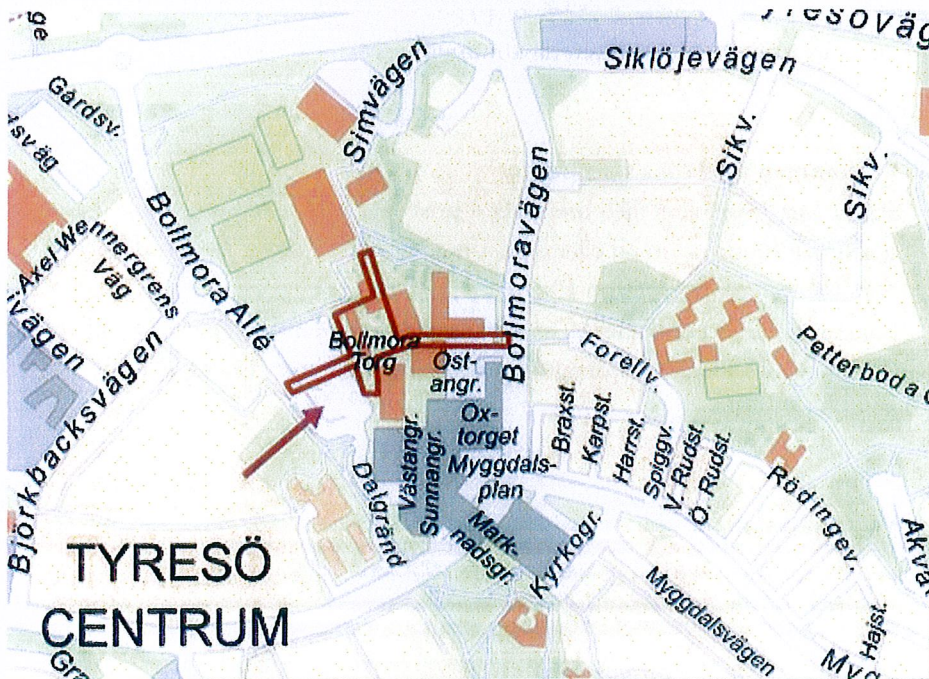 Siklöjevägen
Simvägen
Gårdsv.
Sikv.
Sikv.
Bollmoravägen
Axel Wennergrens
Väg
Bollmora Allé
Björkbacksvägen
Bollmora
Torg
Öst-
angr.
Forellv.
Petterboda
Ox-
torget
Västangr.
Sunnangr.
Myggdals-
plan
Braxst.
Karpst.
Harrst.
Spiggv.
V. Rudst.
Ö. Rudst.
Rödingev.
Dalgränd
Mark-
nadsgr.
Kyrkogr.
Myggdalsvägen
Hajst.
TYRESÖ
CENTRUM